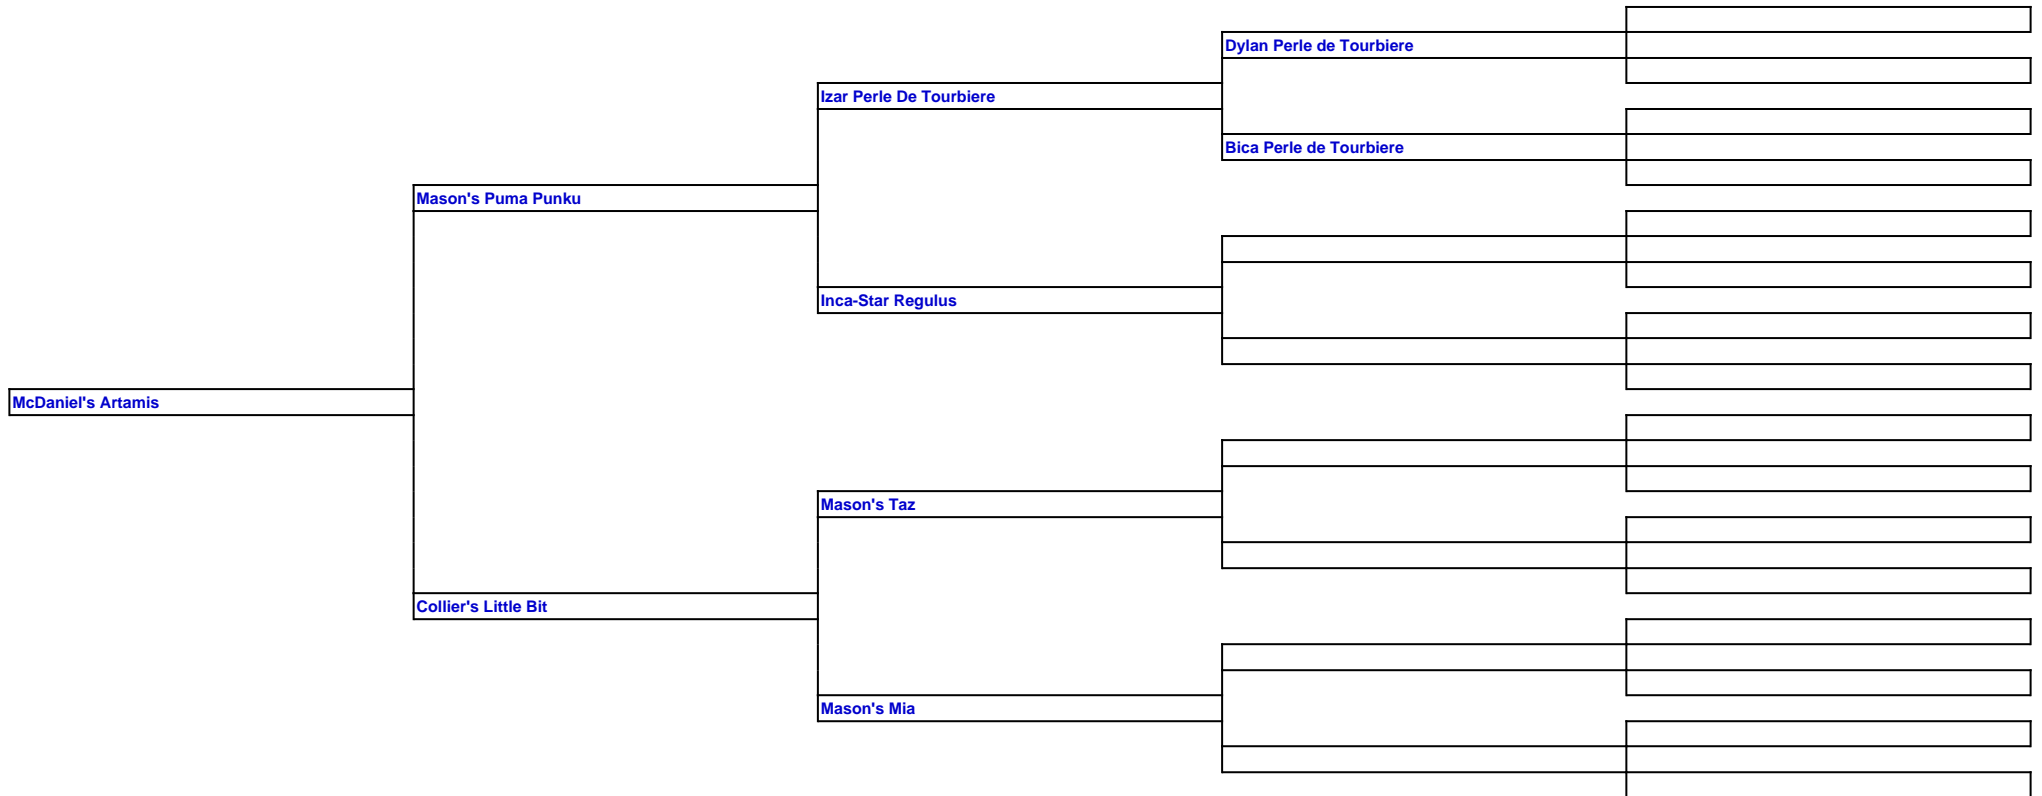 Dylan Perle de Tourbiere
Izar Perle De Tourbiere
Bica Perle de Tourbiere
Mason's Puma Punku
Inca-Star Regulus
McDaniel's Artamis
Mason's Taz
Collier's Little Bit
Mason's Mia